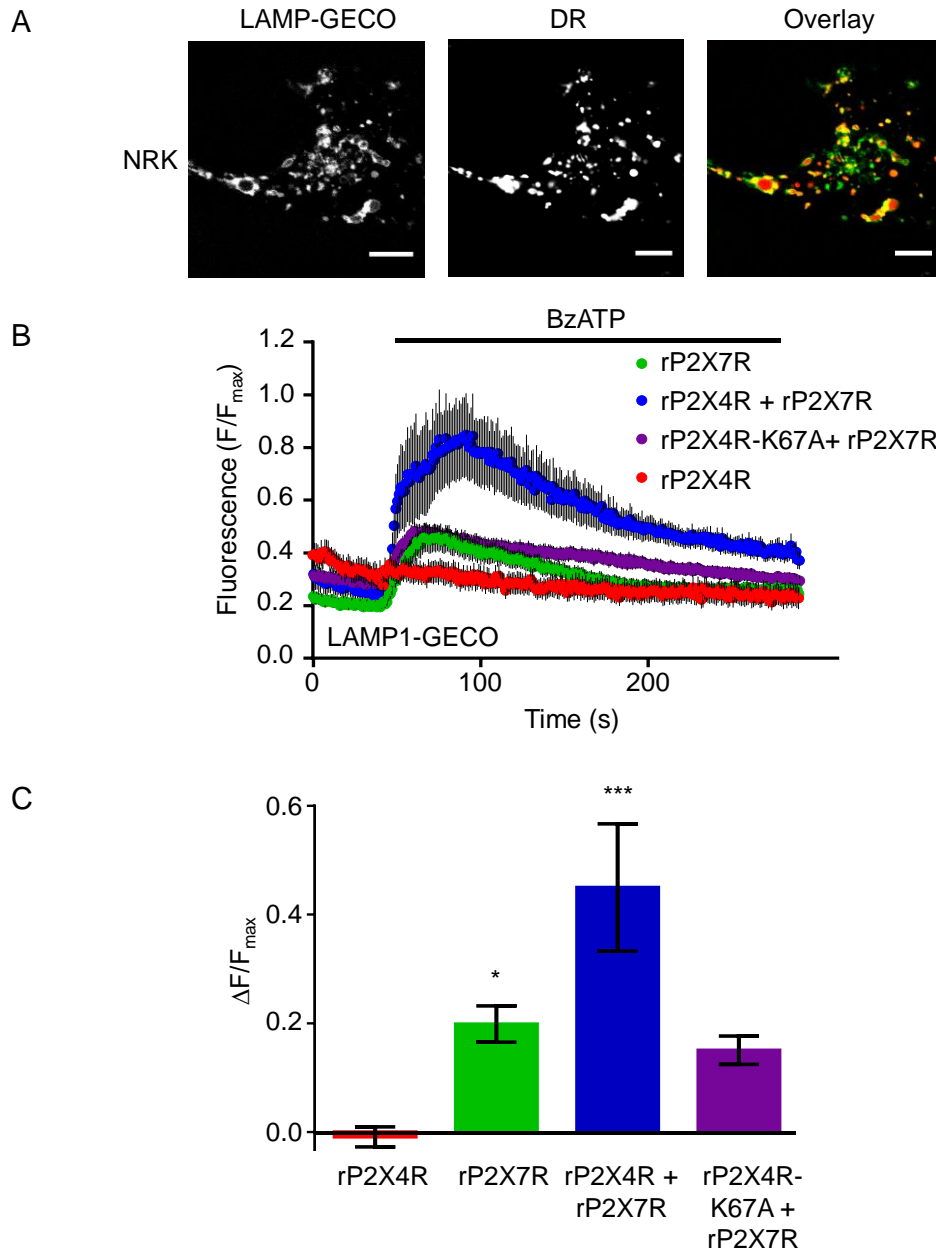 A
LAMP-GECO
DR
Overlay
NRK
B
BzATP
Fluorescence (F/Fmax)
1.2
1.0
0.8
0.6
0.4
0.2
0.0
rP2X7R
rP2X4R + rP2X7R
rP2X4R-K67A+ rP2X7R
rP2X4R
LAMP1-GECO
0
100
200
Time (s)
C
ΔF/Fmax
0.6
0.4
0.2
0.0
*
***
rP2X4R
rP2X7R
rP2X4R +
rP2X7R
rP2X4R-
K67A +
rP2X7R